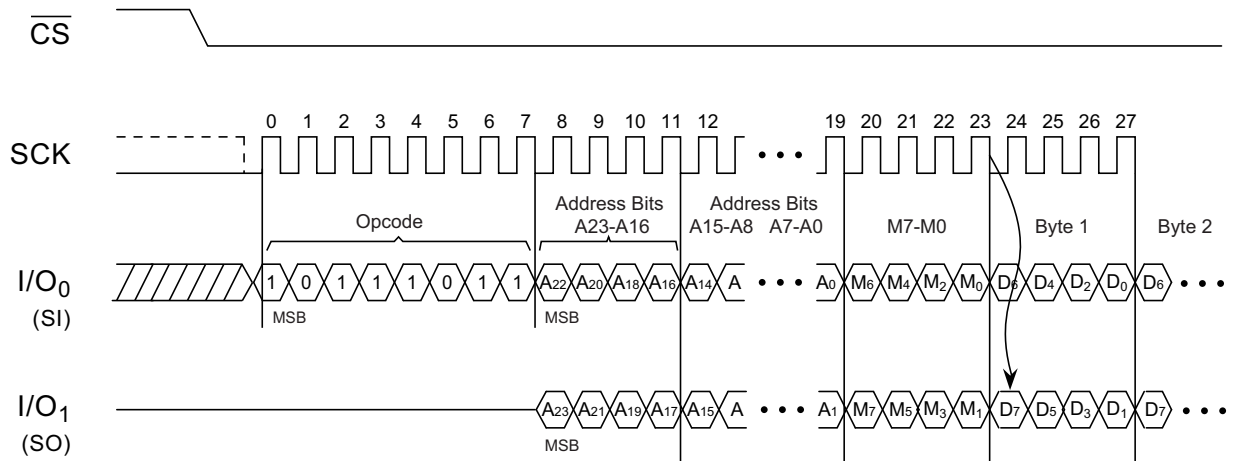 CS
0 1 2 3 4 5 6 7 8 9 10 11 12 19 20 21 22 23 24 25 26 27
SCK
• • •
Opcode
Address Bits
A23-A16
Address Bits
A15-A8 A7-A0
M7-M0
Byte 1
Byte 2
I/O0
(SI)
1 0 1 1 1 0 1 1 A22 A20 A18 A16 A14 A • • • A0 M6 M4 M2 M0 D6 D4 D2 D0 D6 • • •
MSB
MSB
I/O1
(SO)
A23 A21 A19 A17 A15 A • • • A1 M7 M5 M3 M1 D7 D5 D3 D1 D7 • • •
MSB